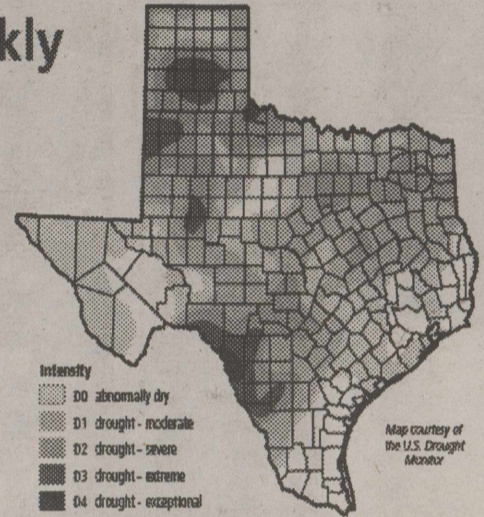 kly
Intensity
D0 abnormally dry
D1 drought - moderate
D2 drought - severe
D3 drought - extreme
D4 drought - exceptional
Map courtesy of
the U.S. Drought
Monitor